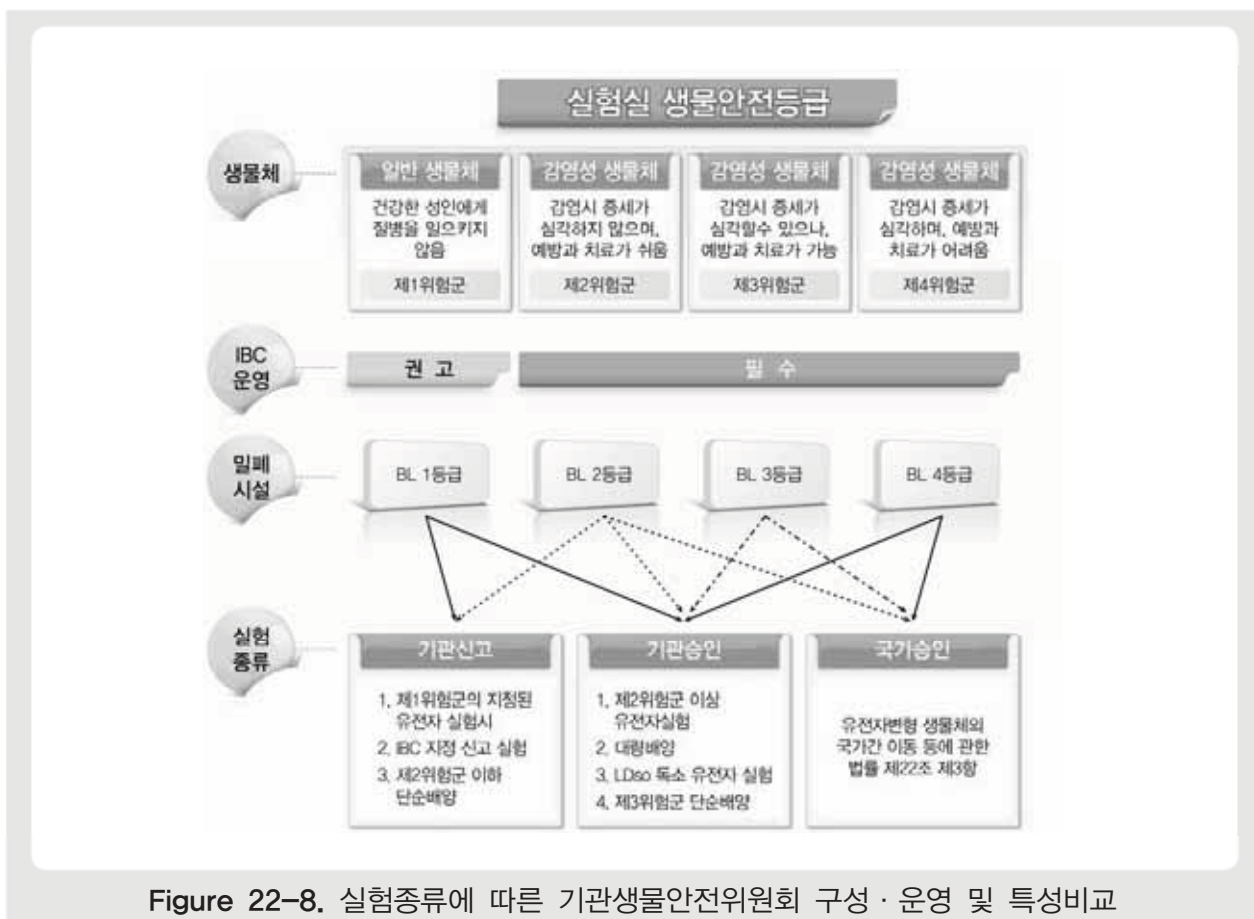 실험실 생물안전등급
생물체
일반 생물체
건강한 성인에게
질병을 일으키지
않음
제1위험군
감염성 생물체
감염시 증세가
심각하지 않으며,
예방과 치료가 쉬움
제2위험군
감염성 생물체
감염시 증세가
심각할수 있으나,
예방과 치료가 가능
제3위험군
감염성 생물체
감염시 증세가
심각하며, 예방과
치료가 어려움
제4위험군
IBC
운영
권 고
필 수
밀폐
시설
BL 1등급
BL 2등급
BL 3등급
BL 4등급
실험
종류
기관신고
1. 제1위험군의 지정된
유전자 실험시
2. IBC 지정 신고 실험
3. 제2위험군 이하
단순배양
기관승인
1. 제2위험군 이상
유전자실험
2. 대량배양
3. LDso 독소 유전자 실험
4. 제3위험군 단순배양
국가승인
유전자변형 생물체의
국가간 이동 등에 관한
법률 제22조 제3항
Figure 22-8. 실험종류에 따른 기관생물안전위원회 구성 · 운영 및 특성비교